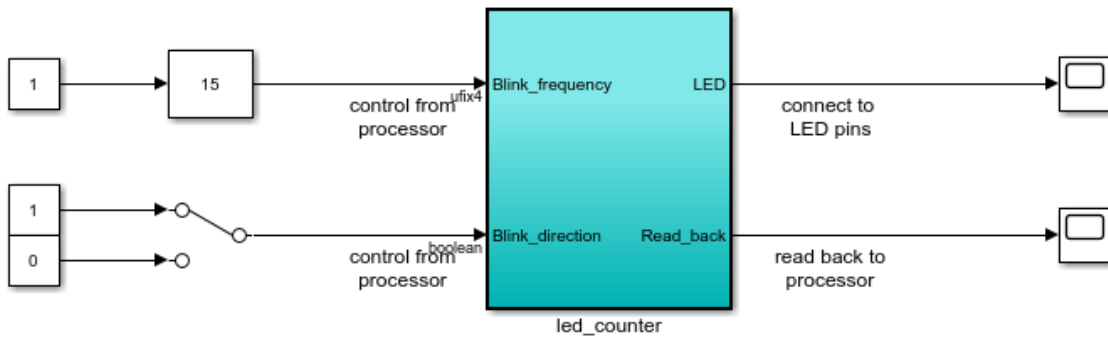 1
15
control from
processor
ufix4
Blink_frequency
LED
connect to
LED pins
1
0
control from
processor
boolean
Blink_direction
Read_back
read back to
processor
led_counter